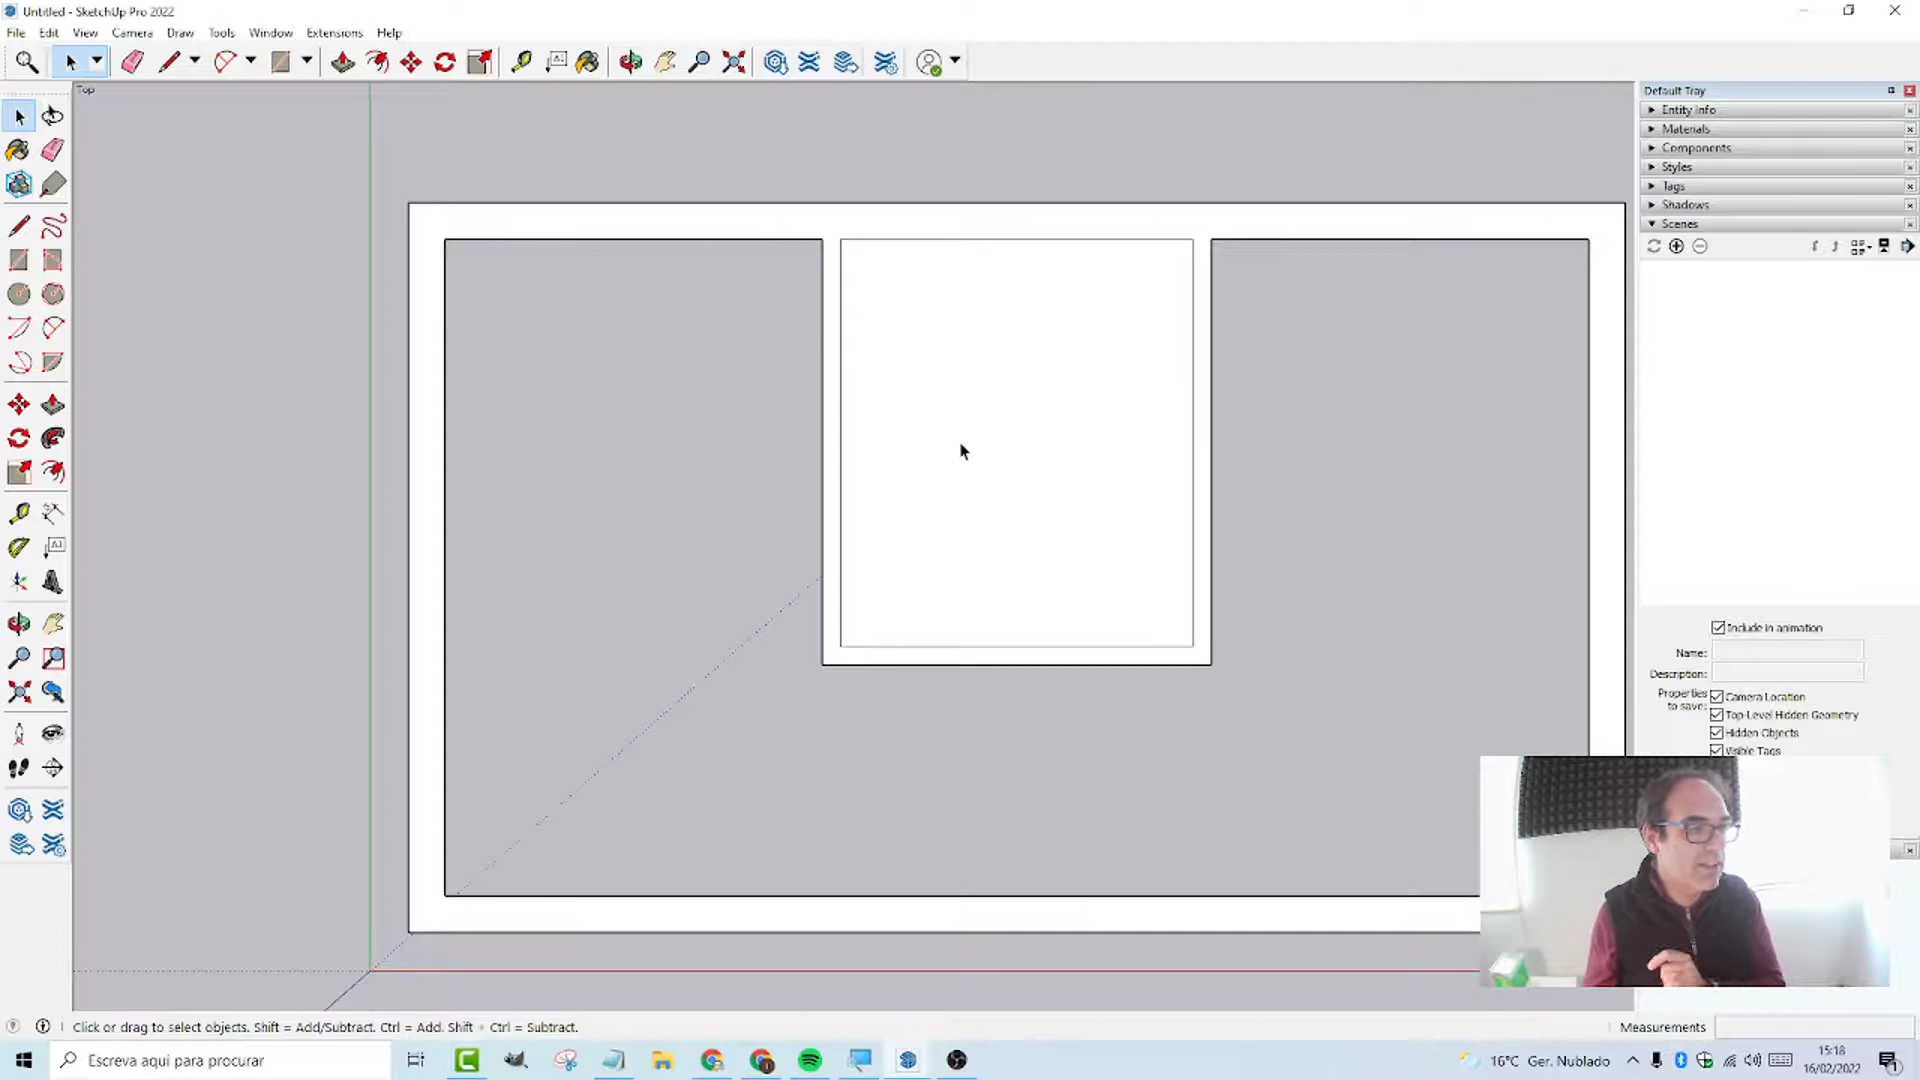 Untitled - SketchUp Pro 2022
File Edit View Camera Draw Tools Window Extensions Help
Top
Default Tray
Entity Info
Materials
Components
Styles
Tags
Shadows
Scenes
Include in animation
Name:
Description:
Properties to save:
Camera Location
Top-Level Hidden Geometry
Hidden Objects
Visible Tags
Click or drag to select objects. Shift = Add/Subtract. Ctrl = Add. Shift + Ctrl = Subtract.
Measurements
Escreva aqui para procurar
16°C Ger. Nublado
15:18
16/02/2022